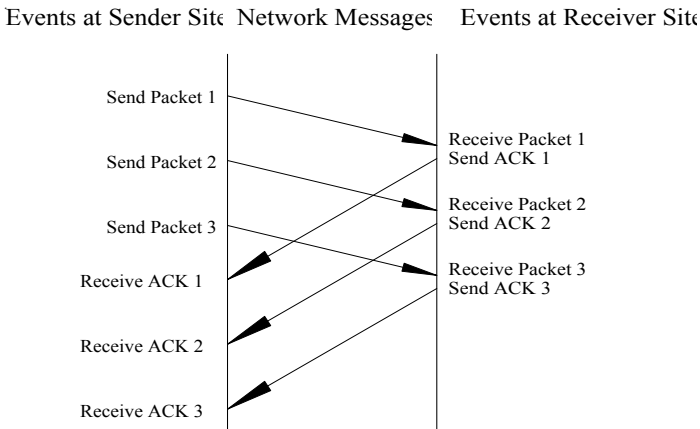 Events at Sender Site Network Messages Events at Receiver Site
Send Packet 1
Receive Packet 1
Send ACK 1
Send Packet 2
Receive Packet 2
Send ACK 2
Send Packet 3
Receive Packet 3
Receive ACK 1
Send ACK 3
Receive ACK 2
Receive ACK 3